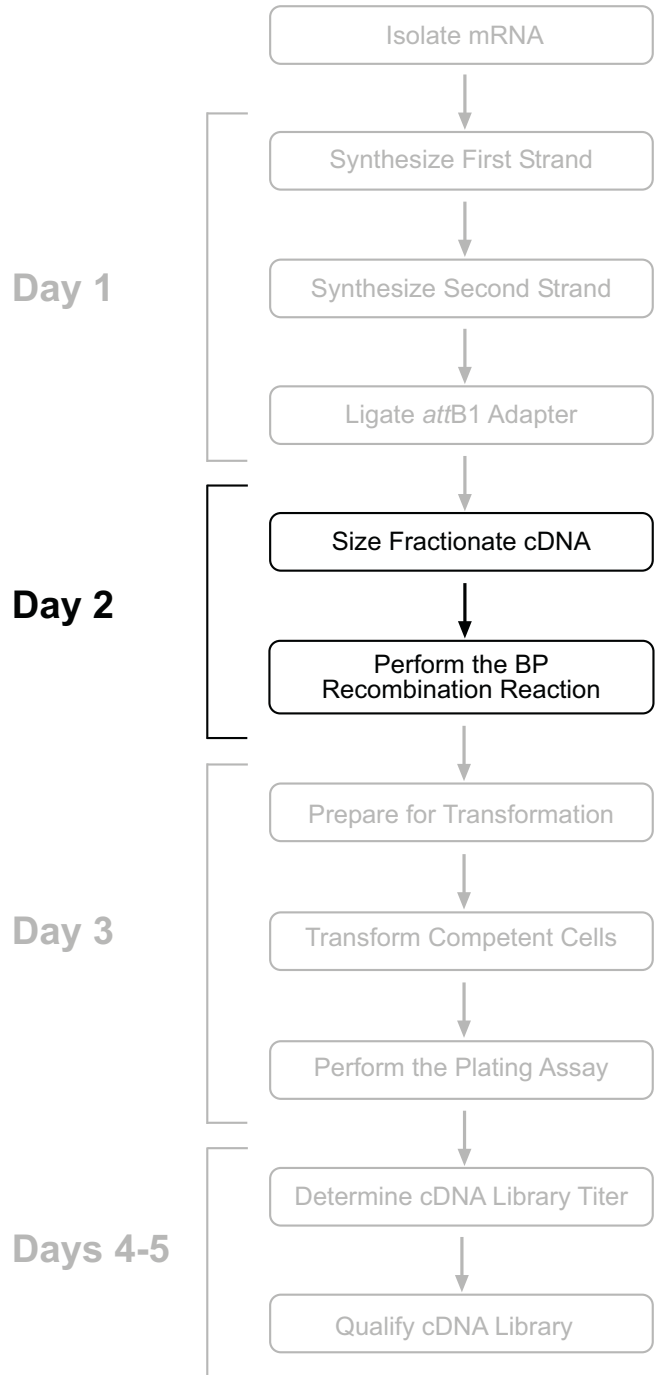 Isolate mRNA
Day 1
Synthesize First Strand
Synthesize Second Strand
Ligate attB1 Adapter
Day 2
Size Fractionate cDNA
Perform the BP
Recombination Reaction
Day 3
Prepare for Transformation
Transform Competent Cells
Perform the Plating Assay
Days 4-5
Determine cDNA Library Titer
Qualify cDNA Library